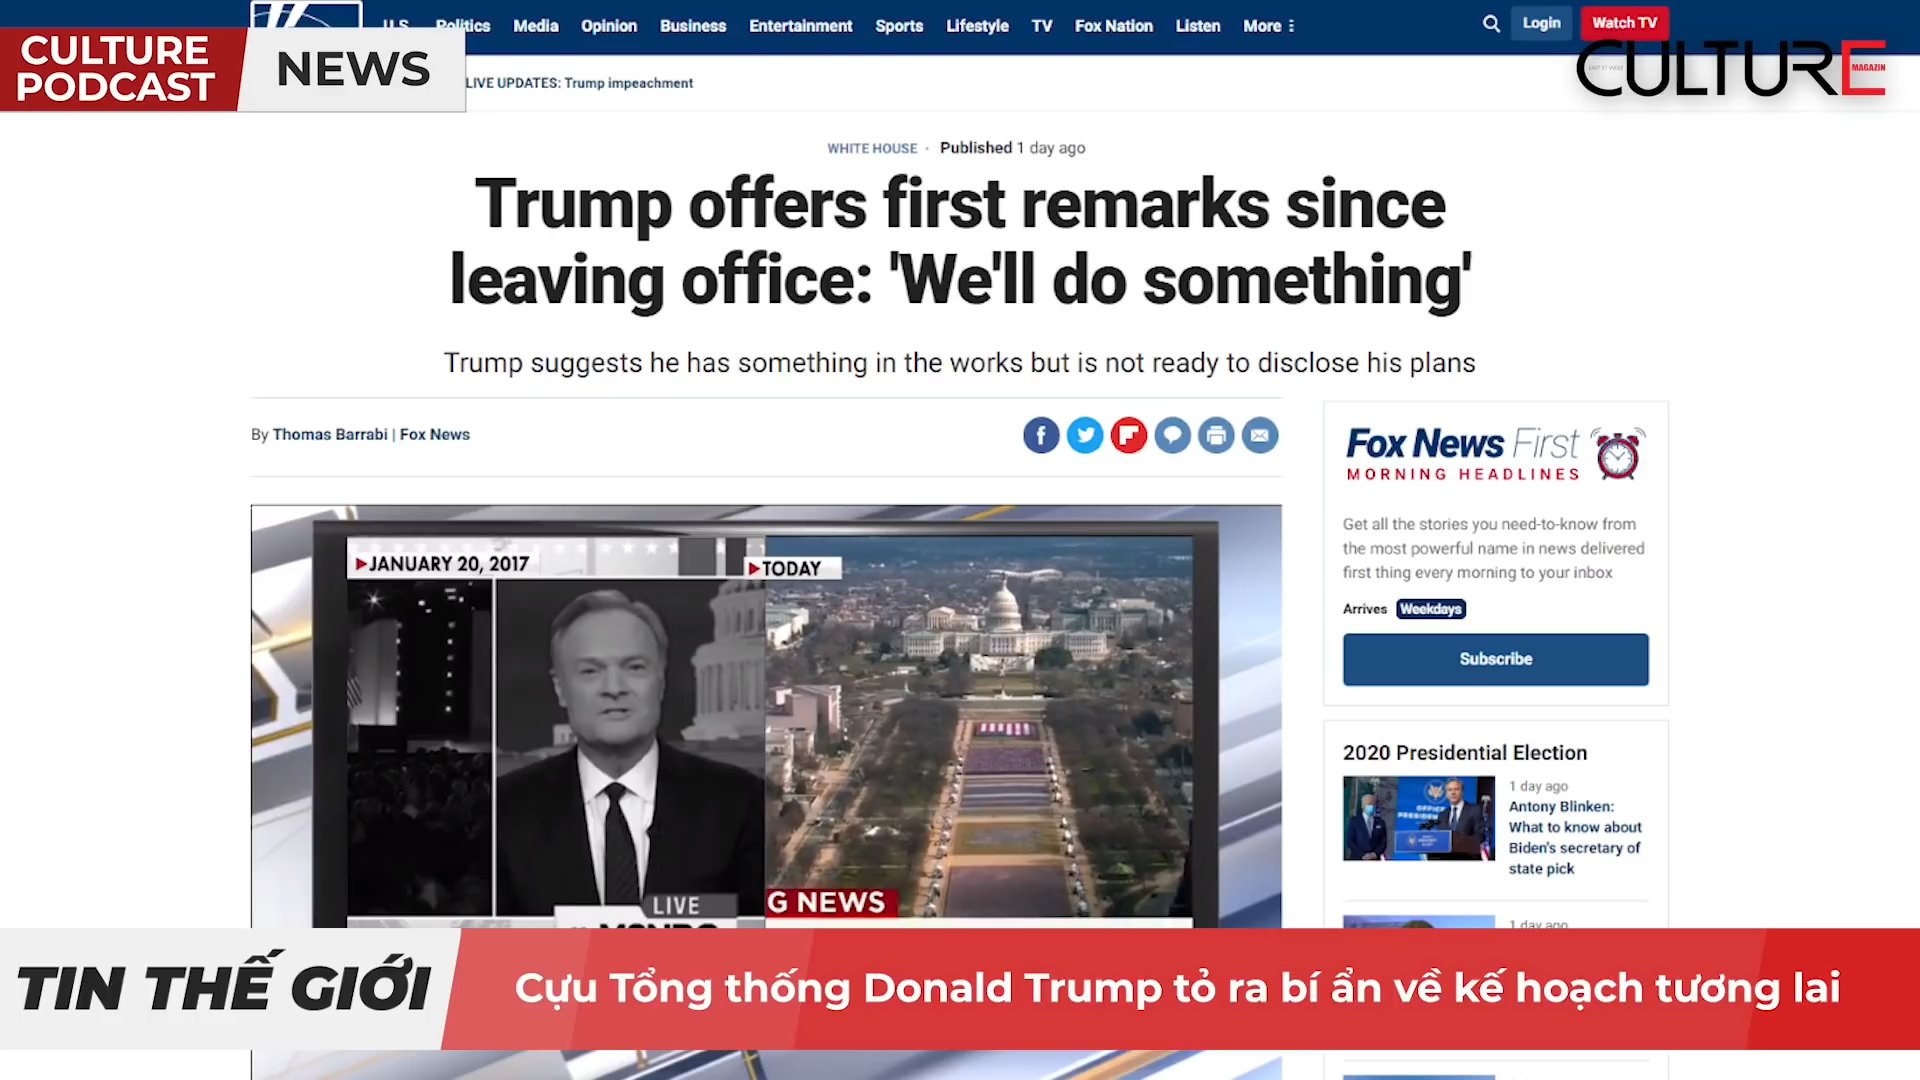 U.S. Politics Media Opinion Business Entertainment Sports Lifestyle TV Fox Nation Listen More Login Watch TV
CULTURE
PODCAST
NEWS
CULTURE
MAGAZIN
LIVE UPDATES: Trump impeachment
WHITE HOUSE · Published 1 day ago
Trump offers first remarks since
leaving office: 'We'll do something'
Trump suggests he has something in the works but is not ready to disclose his plans
By Thomas Barrabi | Fox News
Fox News First
MORNING HEADLINES
Get all the stories you need-to-know from
the most powerful name in news delivered
first thing every morning to your inbox
Arrives Weekdays
Subscribe
JANUARY 20, 2017
TODAY
LIVE
G NEWS
2020 Presidential Election
1 day ago
Antony Blinken:
What to know about
Biden's secretary of
state pick
1 day ago
TIN THẾ GIỚI
Cựu Tổng thống Donald Trump tỏ ra bí ẩn về kế hoạch tương lai